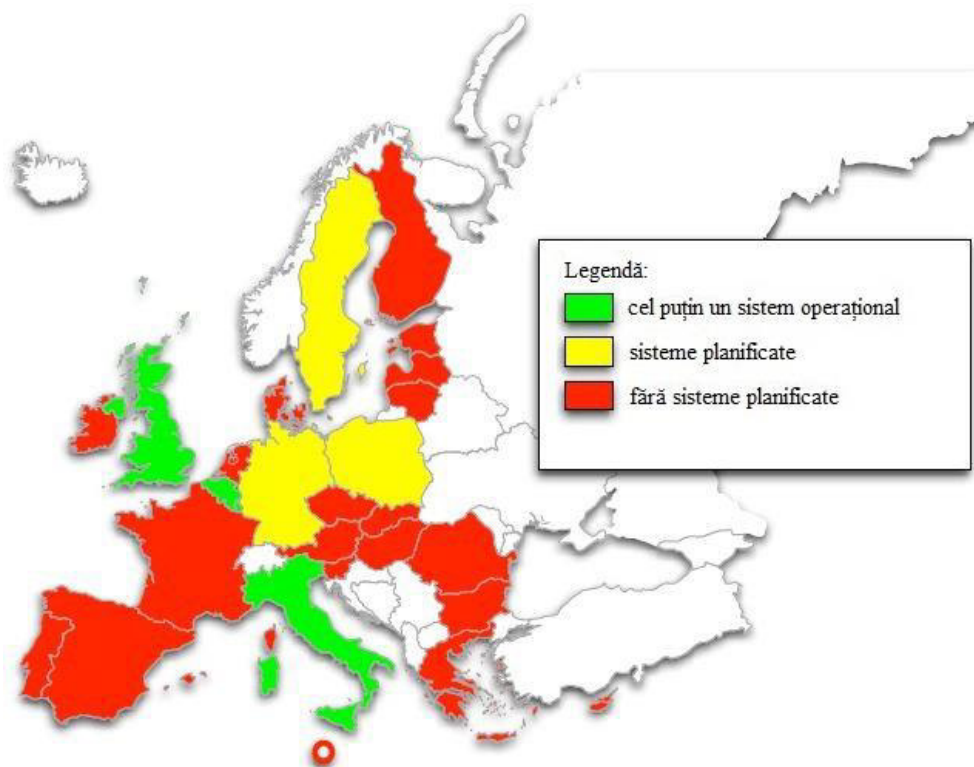 Legendă:
cel puțin un sistem operațional
sisteme planificate
fără sisteme planificate